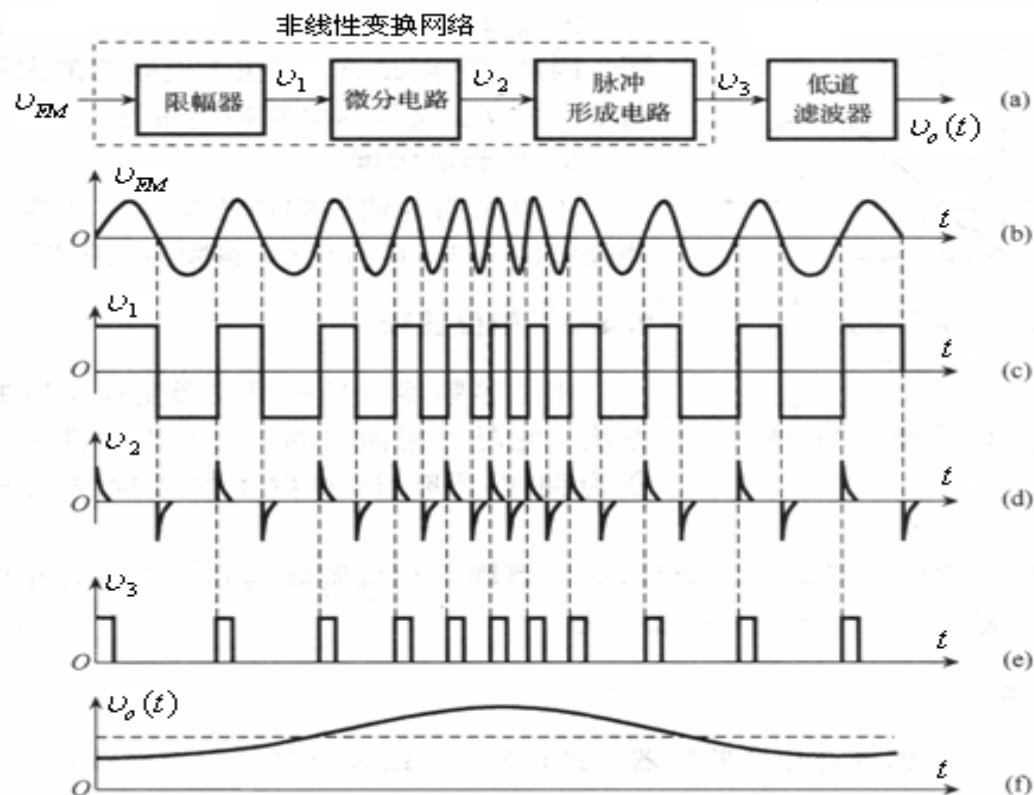 非线性变换网络
υFM 限幅器 υ1 微分电路 υ2 脉冲形成电路 υ3 低道滤波器 υo(t) (a)
υFM
O t (b)
υ1
O t (c)
υ2
O t (d)
υ3
O t (e)
υo(t)
O t (f)